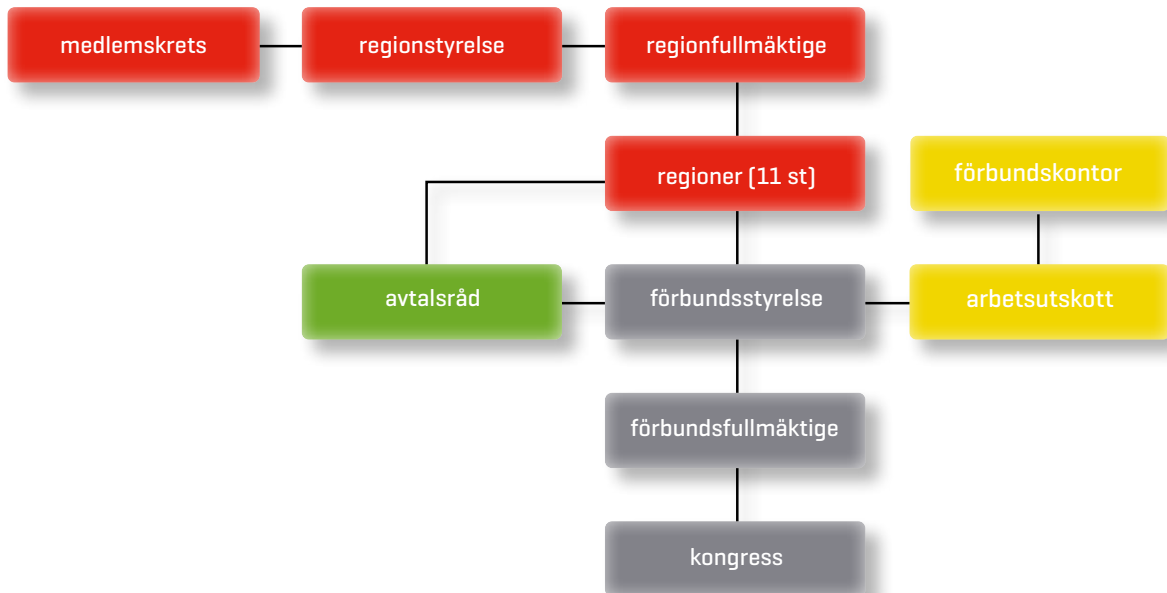 medlemskrets
regionstyrelse
regionfullmäktige
regioner (11 st)
förbundskontor
avtalsråd
förbundsstyrelse
arbetsutskott
förbundsfullmäktige
kongress